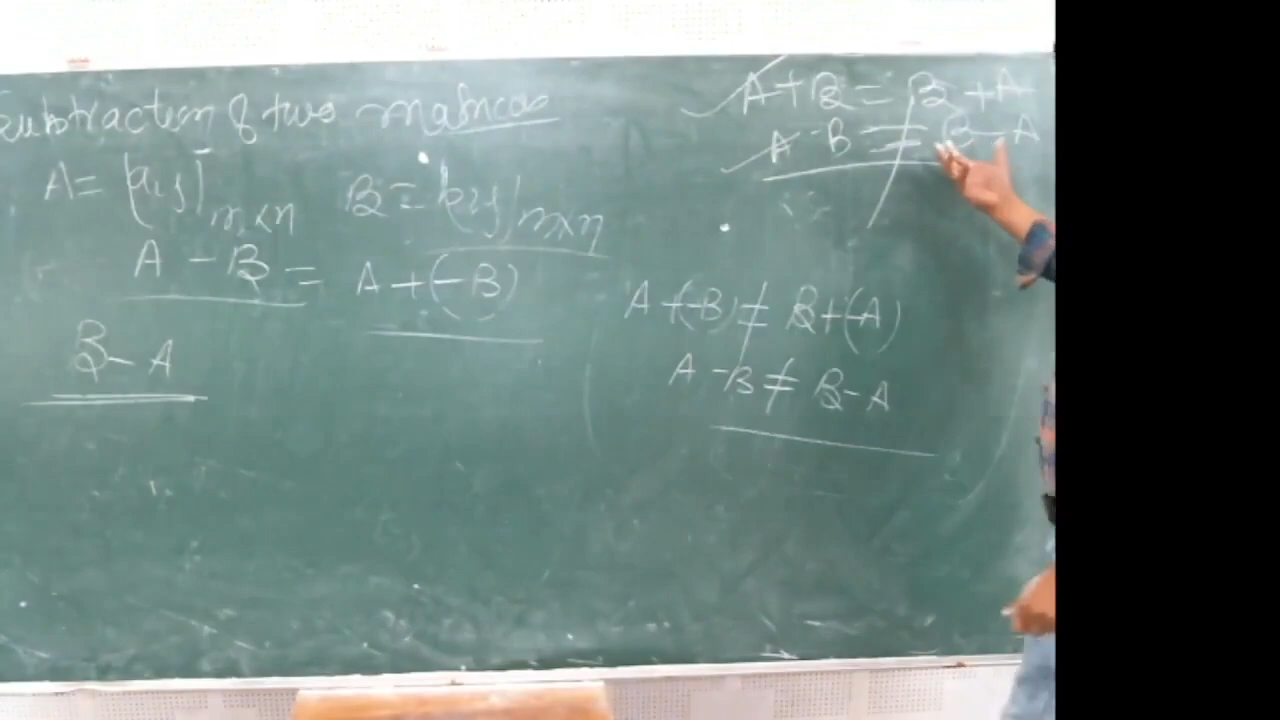 Subtraction of two matrices
A = [aij]m×n B = [bij]m×n
A - B = A + (-B)
B - A
A + B = B + A
A - B ≠ B - A
A + (-B) ≠ B + (-A)
A - B ≠ B - A